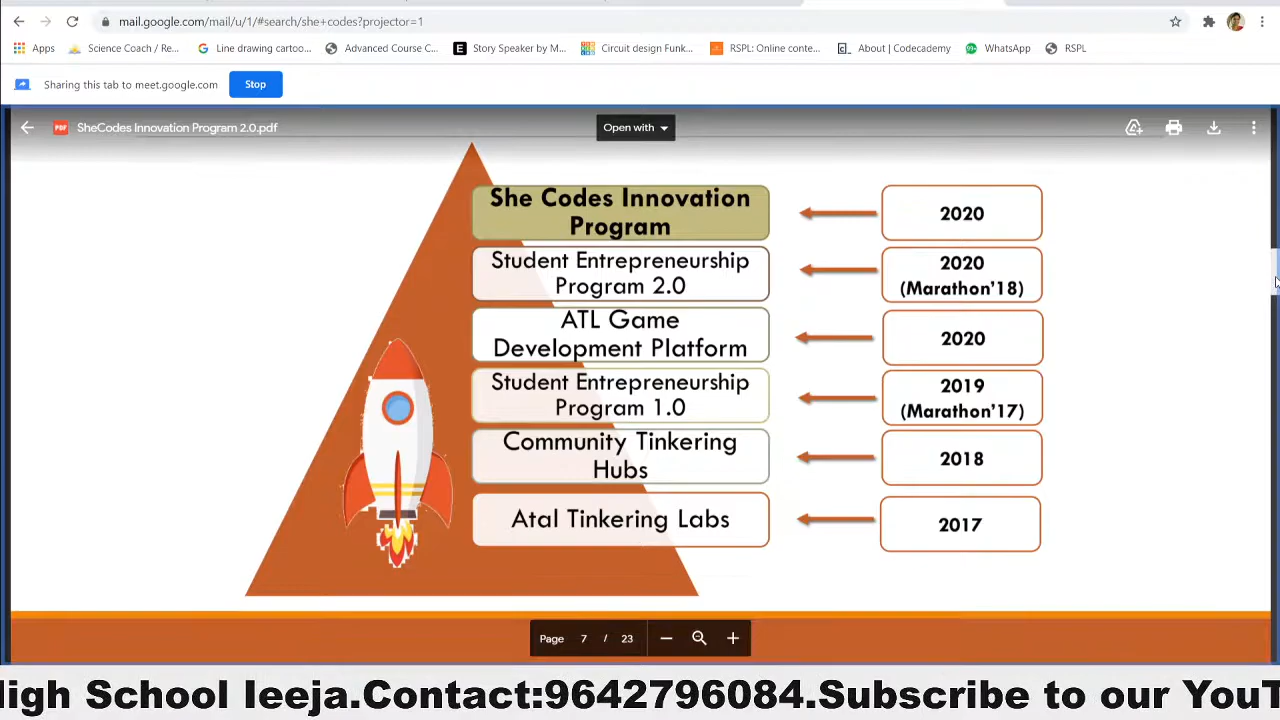 mail.google.com/mail/u/1/#search/she+codes?projector=1
Apps
Science Coach / Re...
Line drawing cartoo...
Advanced Course C...
Story Speaker by M...
Circuit design Funk...
RSPL: Online conte...
About | Codecademy
WhatsApp
RSPL
Sharing this tab to meet.google.com
Stop
PDF
SheCodes Innovation Program 2.0.pdf
Open with
She Codes Innovation
Program
2020
Student Entrepreneurship
Program 2.0
2020
(Marathon'18)
ATL Game
Development Platform
2020
Student Entrepreneurship
Program 1.0
2019
(Marathon'17)
Community Tinkering
Hubs
2018
Atal Tinkering Labs
2017
Page 7 / 23
High School Ieeja.Contact:9642796084.Subscribe to our YouT